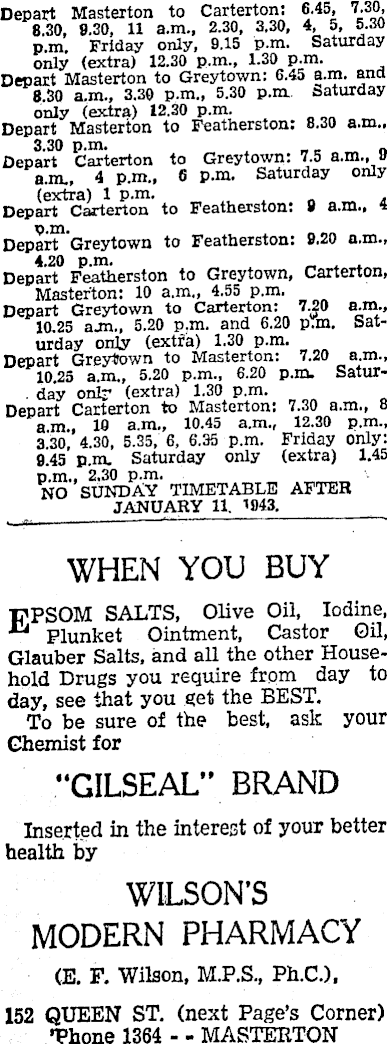 Depart Masterton to Carterton: 6.45, 7.30,
8.30, 9.30, 11 a.m., 2.30, 3.30, 4, 5, 5.30
p.m. Friday only, 9.15 p.m. Saturday
only (extra) 12.30 p.m., 1.30 p.m.
Depart Masterton to Greytown: 6.45 a.m. and
8.30 a.m., 3.30 p.m., 5.30 p.m. Saturday
only (extra) 12.30 p.m.
Depart Masterton to Featherston: 8.30 a.m.,
3.30 p.m.
Depart Carterton to Greytown: 7.5 a.m., 9
a.m., 4 p.m., 6 p.m. Saturday only
(extra) 1 p.m.
Depart Carterton to Featherston: 9 a.m., 4
p.m.
Depart Greytown to Featherston: 9.20 a.m.,
4.20 p.m.
Depart Featherston to Greytown, Carterton,
Masterton: 10 a.m., 4.55 p.m.
Depart Greytown to Carterton: 7.20 a.m.,
10.25 a.m., 5.20 p.m. and 6.20 p.m. Sat-
urday only (extra) 1.30 p.m.
Depart Greytown to Masterton: 7.20 a.m.,
10.25 a.m., 5.20 p.m., 6.20 p.m. Satur-
day only (extra) 1.30 p.m.
Depart Carterton to Masterton: 7.30 a.m., 8
a.m., 10 a.m., 10.45 a.m., 12.30 p.m.,
3.30, 4.30, 5.35, 6, 6.35 p.m. Friday only:
9.45 p.m. Saturday only (extra) 1.45
p.m., 2.30 p.m.
NO SUNDAY TIMETABLE AFTER
JANUARY 11, 1943.
WHEN YOU BUY
EPSOM SALTS, Olive Oil, Iodine,
Plunket Ointment, Castor Oil,
Glauber Salts, and all the other House-
hold Drugs you require from day to
day, see that you get the BEST.
To be sure of the best, ask your
Chemist for
"GILSEAL" BRAND
Inserted in the interest of your better
health by
WILSON'S
MODERN PHARMACY
(E. F. Wilson, M.P.S., Ph.C.),
152 QUEEN ST. (next Page's Corner)
'Phone 1364 - - MASTERTON